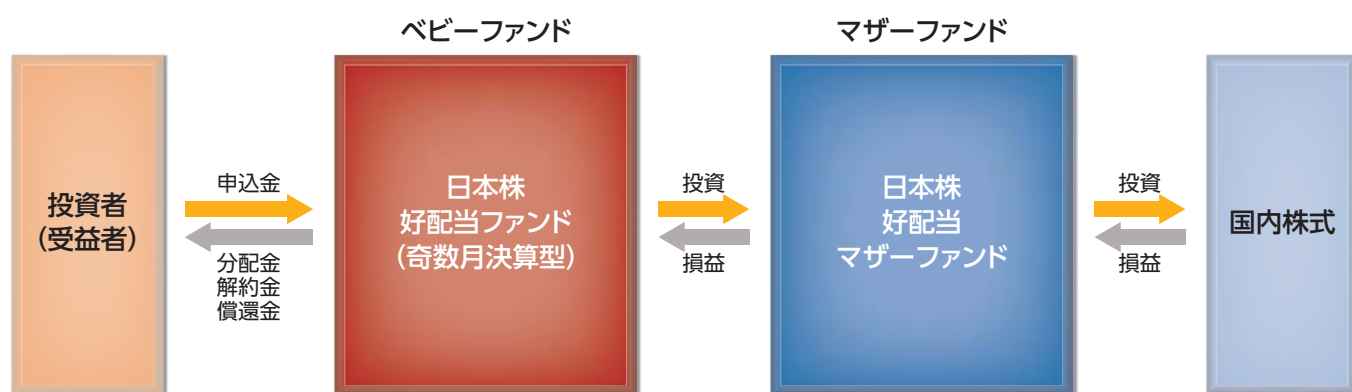 ベビーファンド
マザーファンド
投資者
(受益者)
申込金
分配金
解約金
償還金
日本株
好配当ファンド
(奇数月決算型)
投資
損益
日本株
好配当
マザーファンド
投資
損益
国内株式